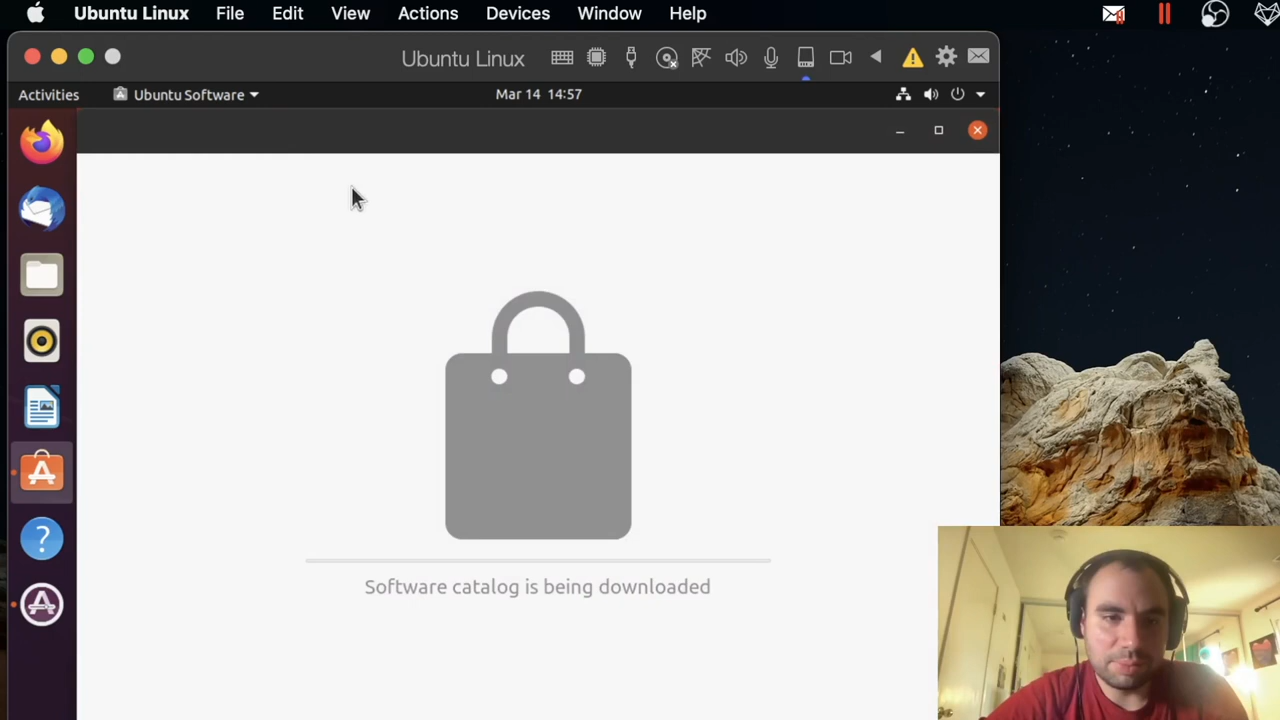 Ubuntu Linux File Edit View Actions Devices Window Help
Ubuntu Linux
Activities Ubuntu Software Mar 14 14:57
Software catalog is being downloaded